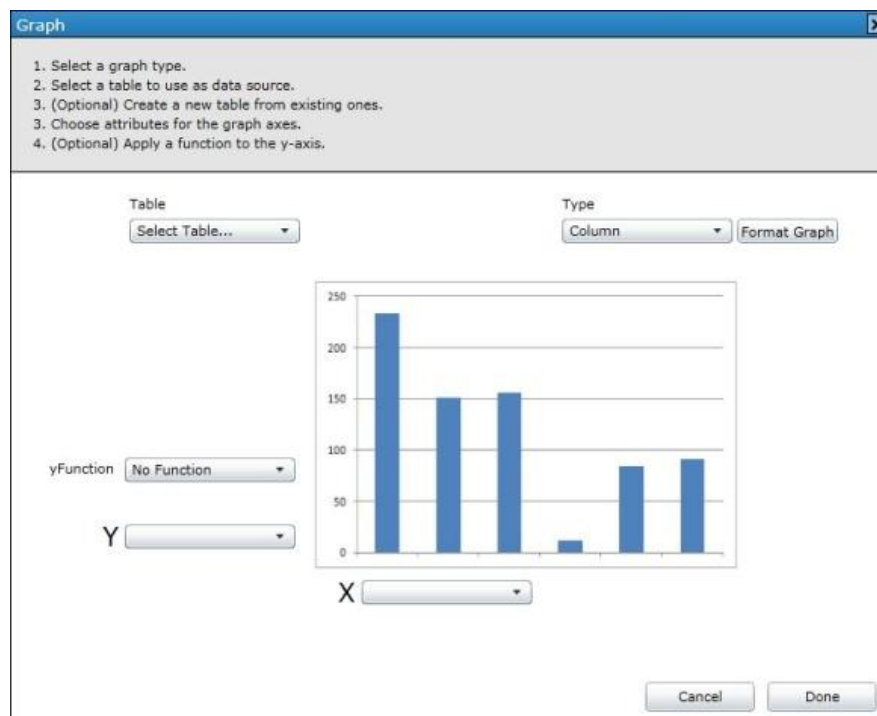 Graph
1. Select a graph type.
2. Select a table to use as data source.
3. (Optional) Create a new table from existing ones.
3. Choose attributes for the graph axes.
4. (Optional) Apply a function to the y-axis.
Table
Type
Select Table...
Column
Format Graph
250
200
150
100
50
0
yFunction
No Function
Y
X
Cancel
Done